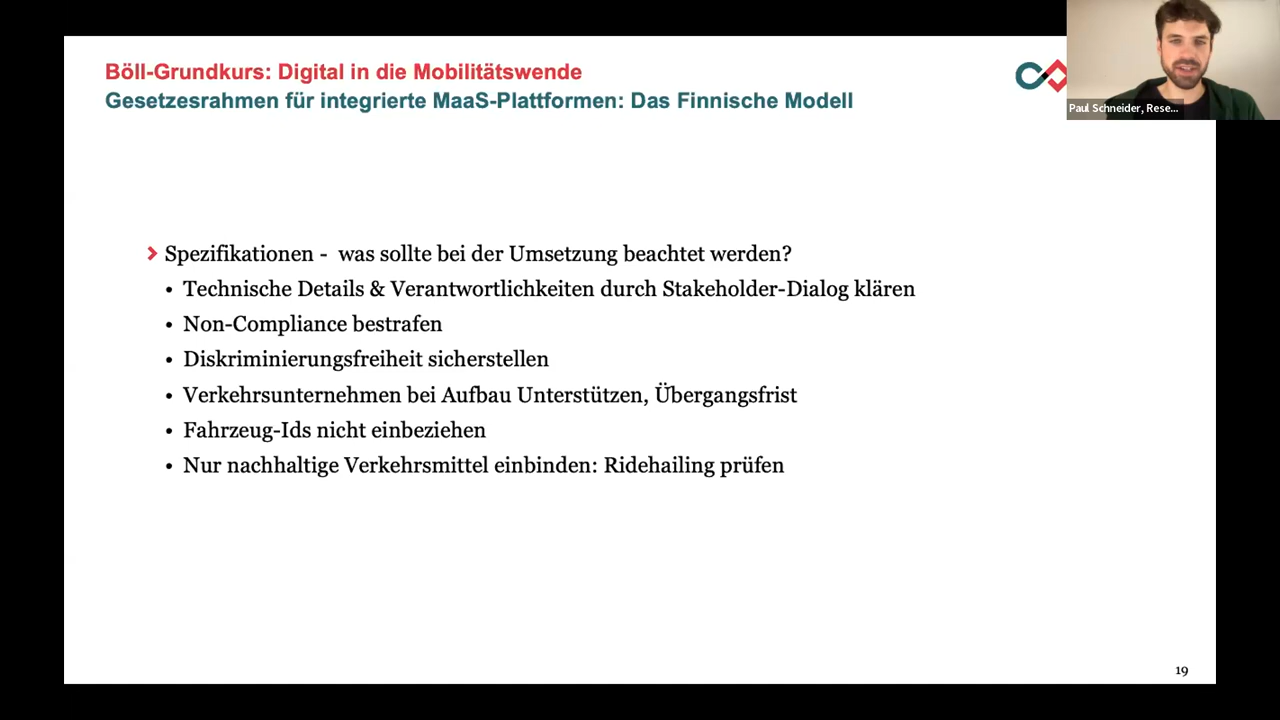 Böll-Grundkurs: Digital in die Mobilitätswende
Gesetzesrahmen für integrierte MaaS-Plattformen: Das Finnische Modell
Paul Schneider, Rese...
Spezifikationen -  was sollte bei der Umsetzung beachtet werden?
• Technische Details & Verantwortlichkeiten durch Stakeholder-Dialog klären
• Non-Compliance bestrafen
• Diskriminierungsfreiheit sicherstellen
• Verkehrsunternehmen bei Aufbau Unterstützen, Übergangsfrist
• Fahrzeug-Ids nicht einbeziehen
• Nur nachhaltige Verkehrsmittel einbinden: Ridehailing prüfen
19